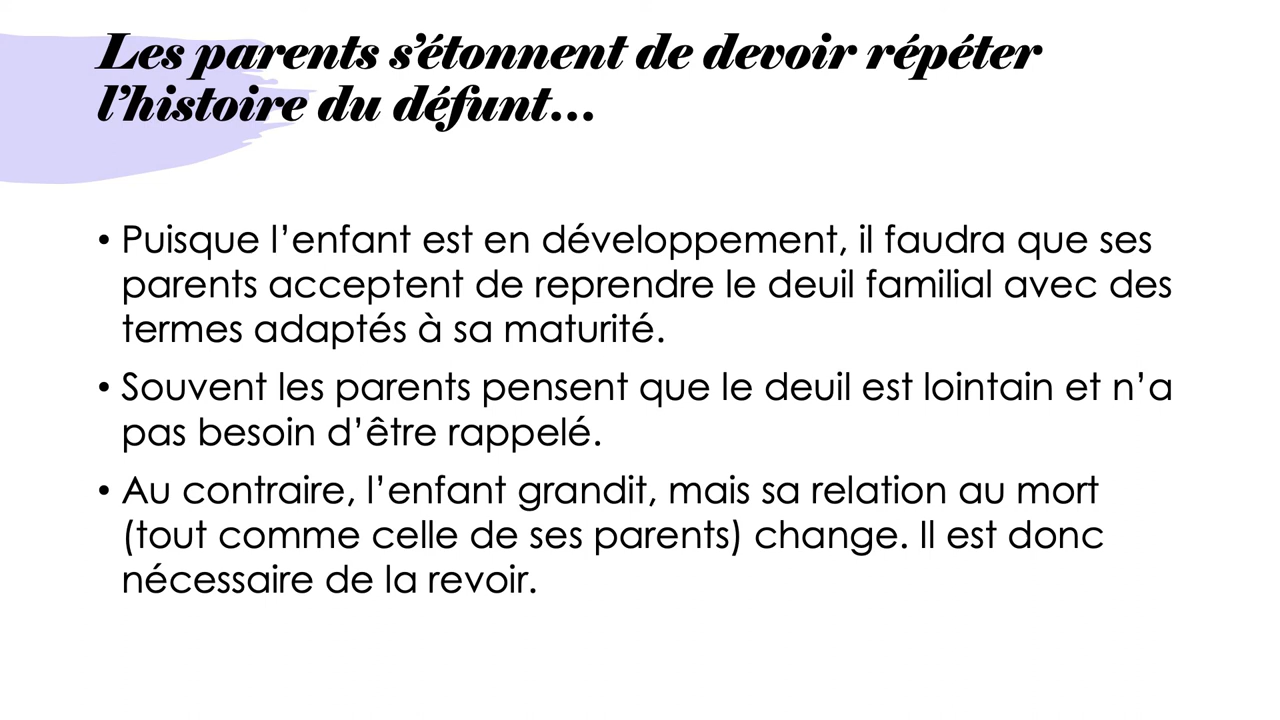 Les parents s’étonnent de devoir répéter
l’histoire du défunt…
• Puisque l’enfant est en développement, il faudra que ses
parents acceptent de reprendre le deuil familial avec des
termes adaptés à sa maturité.
• Souvent les parents pensent que le deuil est lointain et n’a
pas besoin d’être rappelé.
• Au contraire, l’enfant grandit, mais sa relation au mort
(tout comme celle de ses parents) change. Il est donc
nécessaire de la revoir.